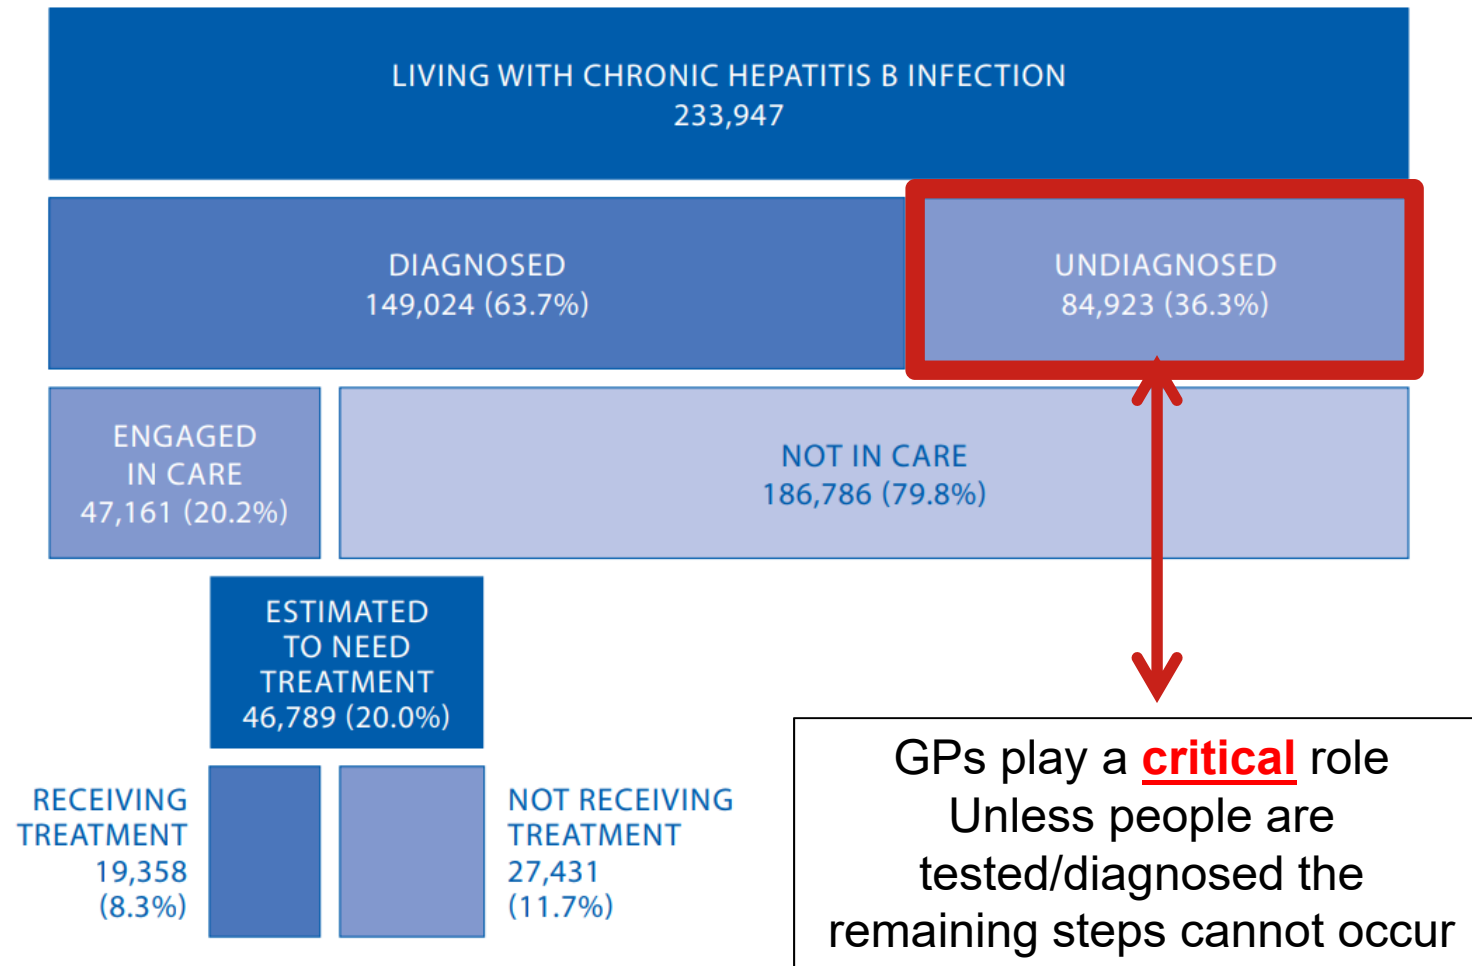 LIVING WITH CHRONIC HEPATITIS B INFECTION
233,947
DIAGNOSED
149,024 (63.7%)
UNDIAGNOSED
84,923 (36.3%)
ENGAGED
IN CARE
47,161 (20.2%)
NOT IN CARE
186,786 (79.8%)
ESTIMATED
TO NEED
TREATMENT
46,789 (20.0%)
RECEIVING
TREATMENT
19,358
(8.3%)
NOT RECEIVING
TREATMENT
27,431
(11.7%)
GPs play a critical role
Unless people are
tested/diagnosed the
remaining steps cannot occur